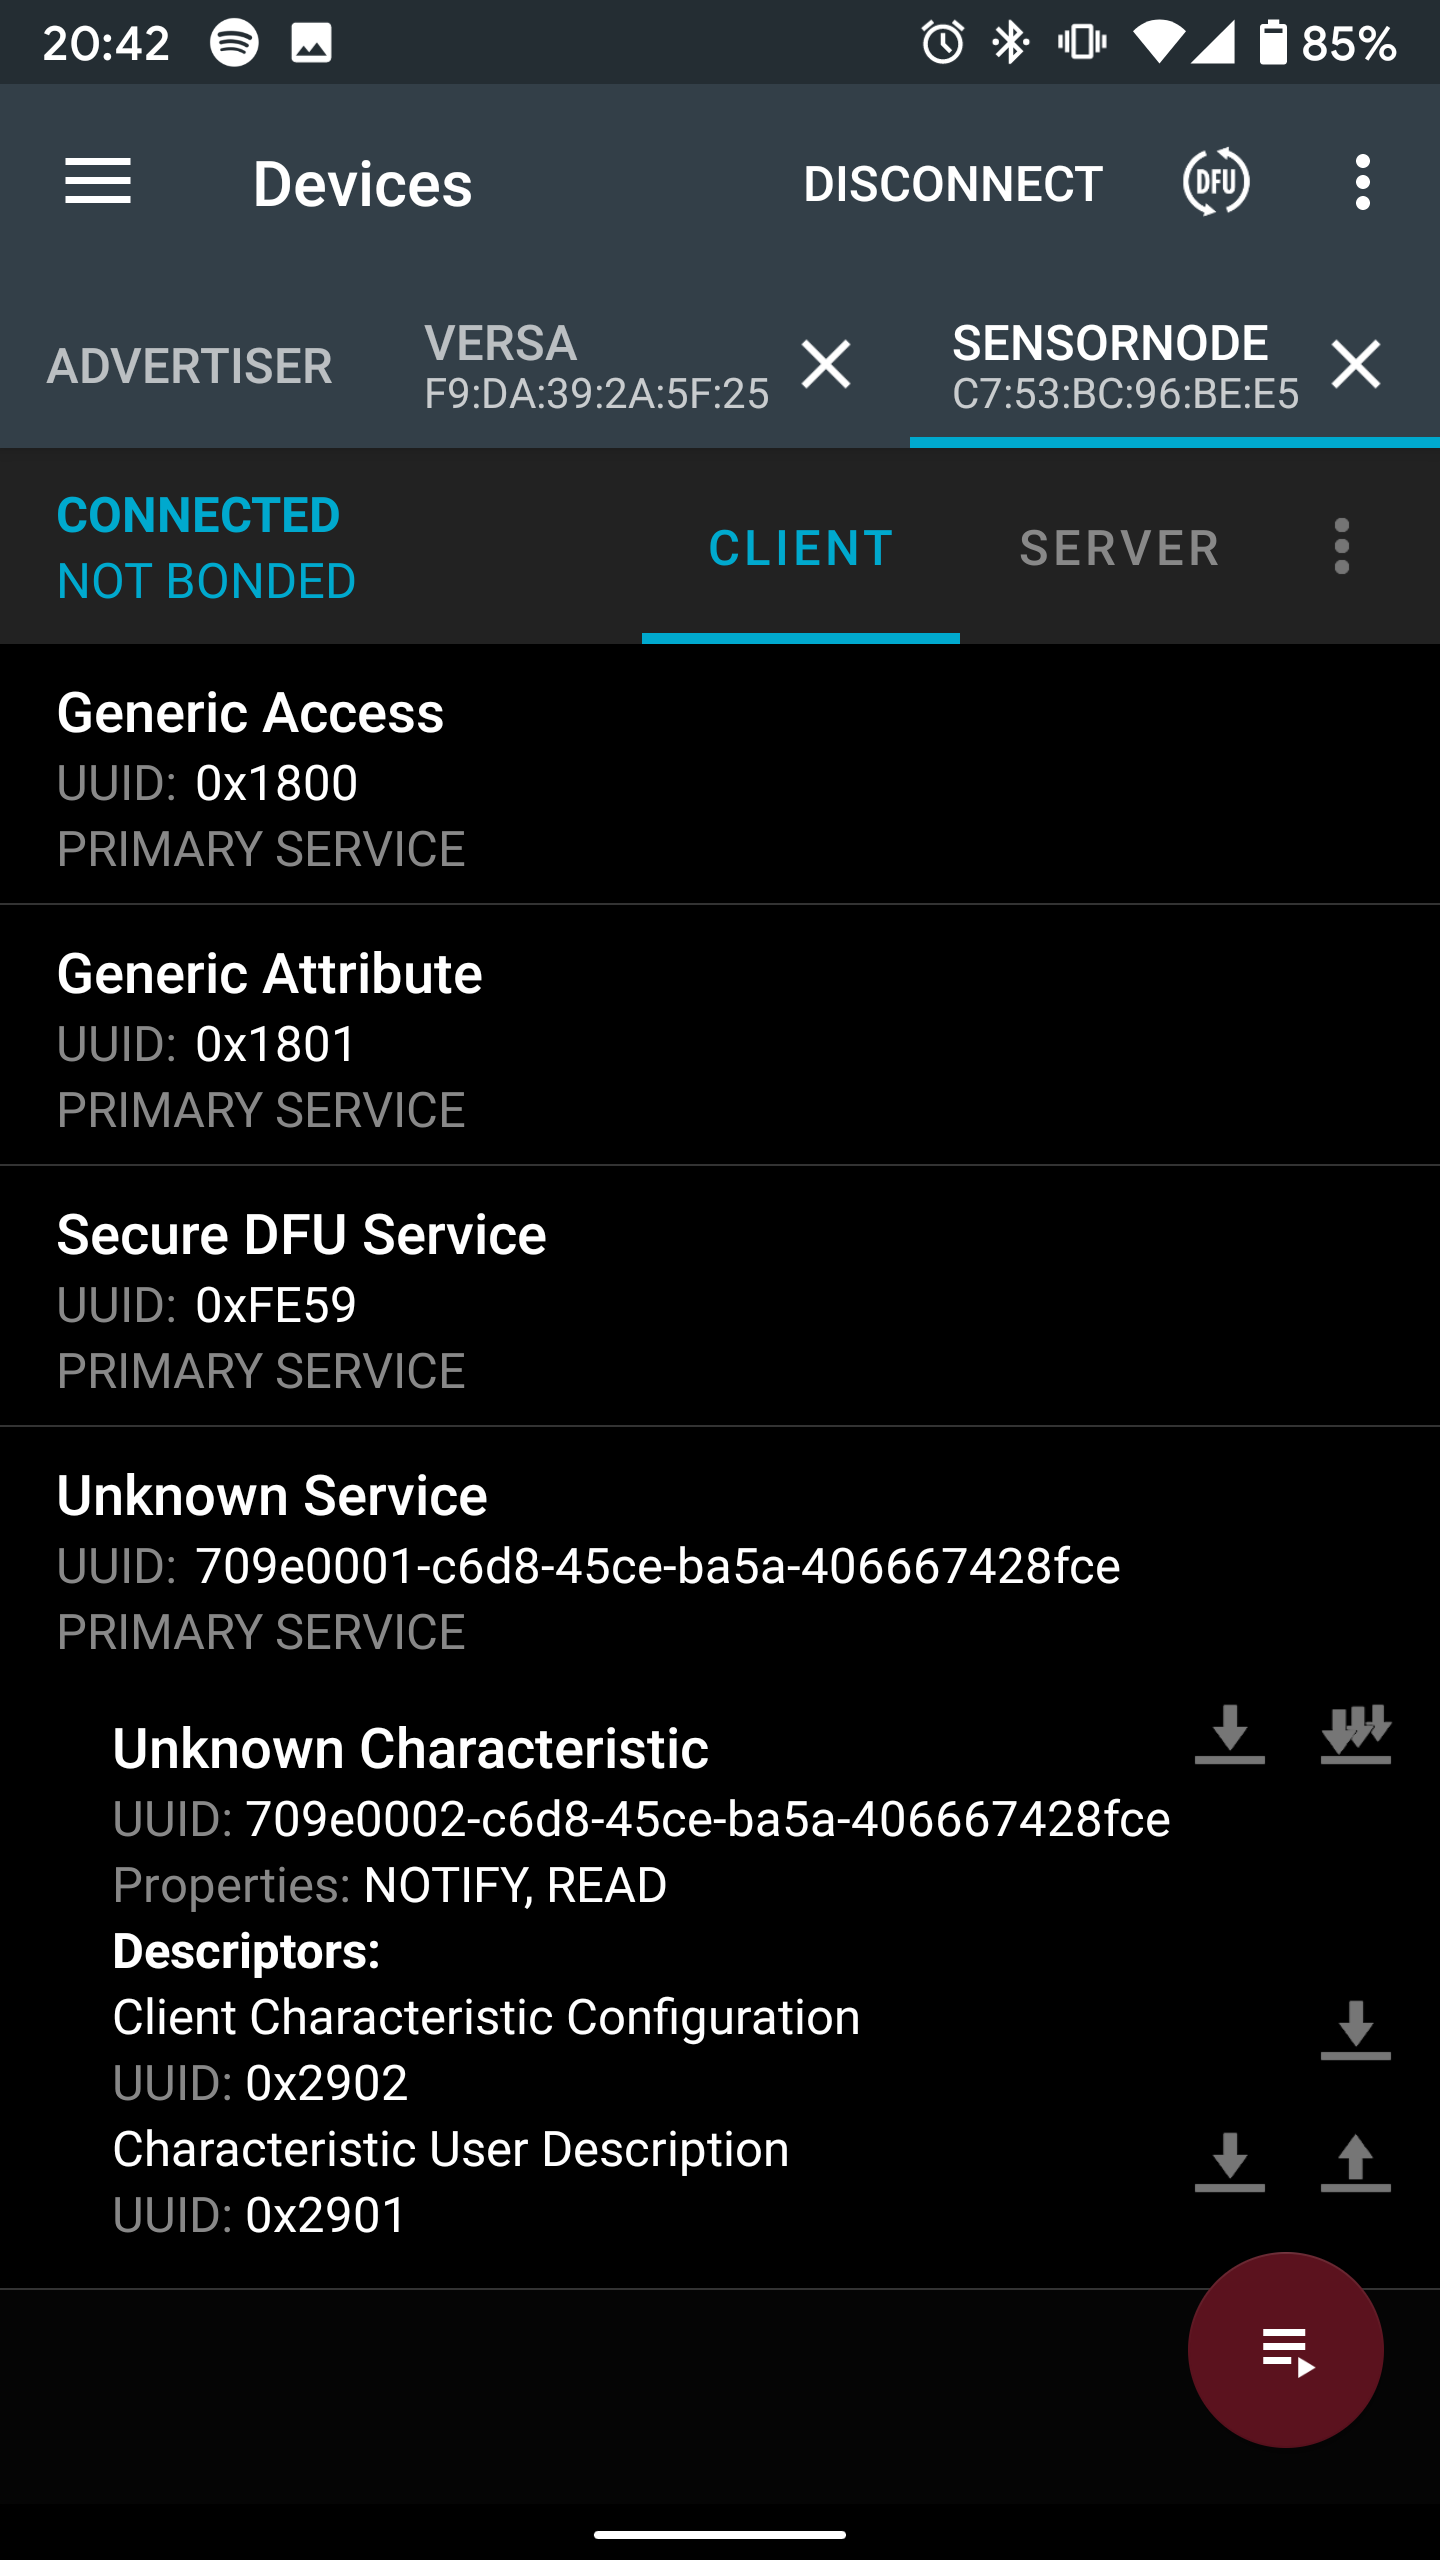 20:42
85%
Devices
DISCONNECT
DFU
ADVERTISER
VERSA
F9:DA:39:2A:5F:25
SENSORNODE
C7:53:BC:96:BE:E5
CONNECTED
NOT BONDED
CLIENT
SERVER
Generic Access
UUID: 0x1800
PRIMARY SERVICE
Generic Attribute
UUID: 0x1801
PRIMARY SERVICE
Secure DFU Service
UUID: 0xFE59
PRIMARY SERVICE
Unknown Service
UUID: 709e0001-c6d8-45ce-ba5a-406667428fce
PRIMARY SERVICE
Unknown Characteristic
UUID: 709e0002-c6d8-45ce-ba5a-406667428fce
Properties: NOTIFY, READ
Descriptors:
Client Characteristic Configuration
UUID: 0x2902
Characteristic User Description
UUID: 0x2901